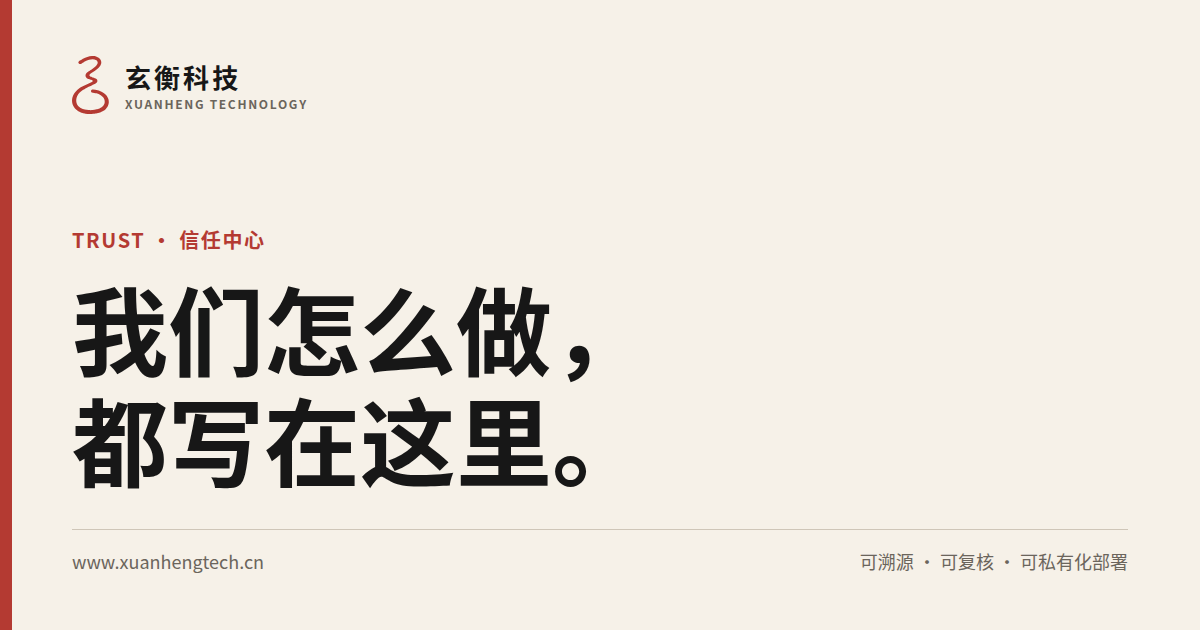 玄衡科技
XUANHENG TECHNOLOGY
TRUST • 信任中心
我们怎么做，
都写在这里。
www.xuanhengtech.cn
可溯源 • 可复核 • 可私有化部署